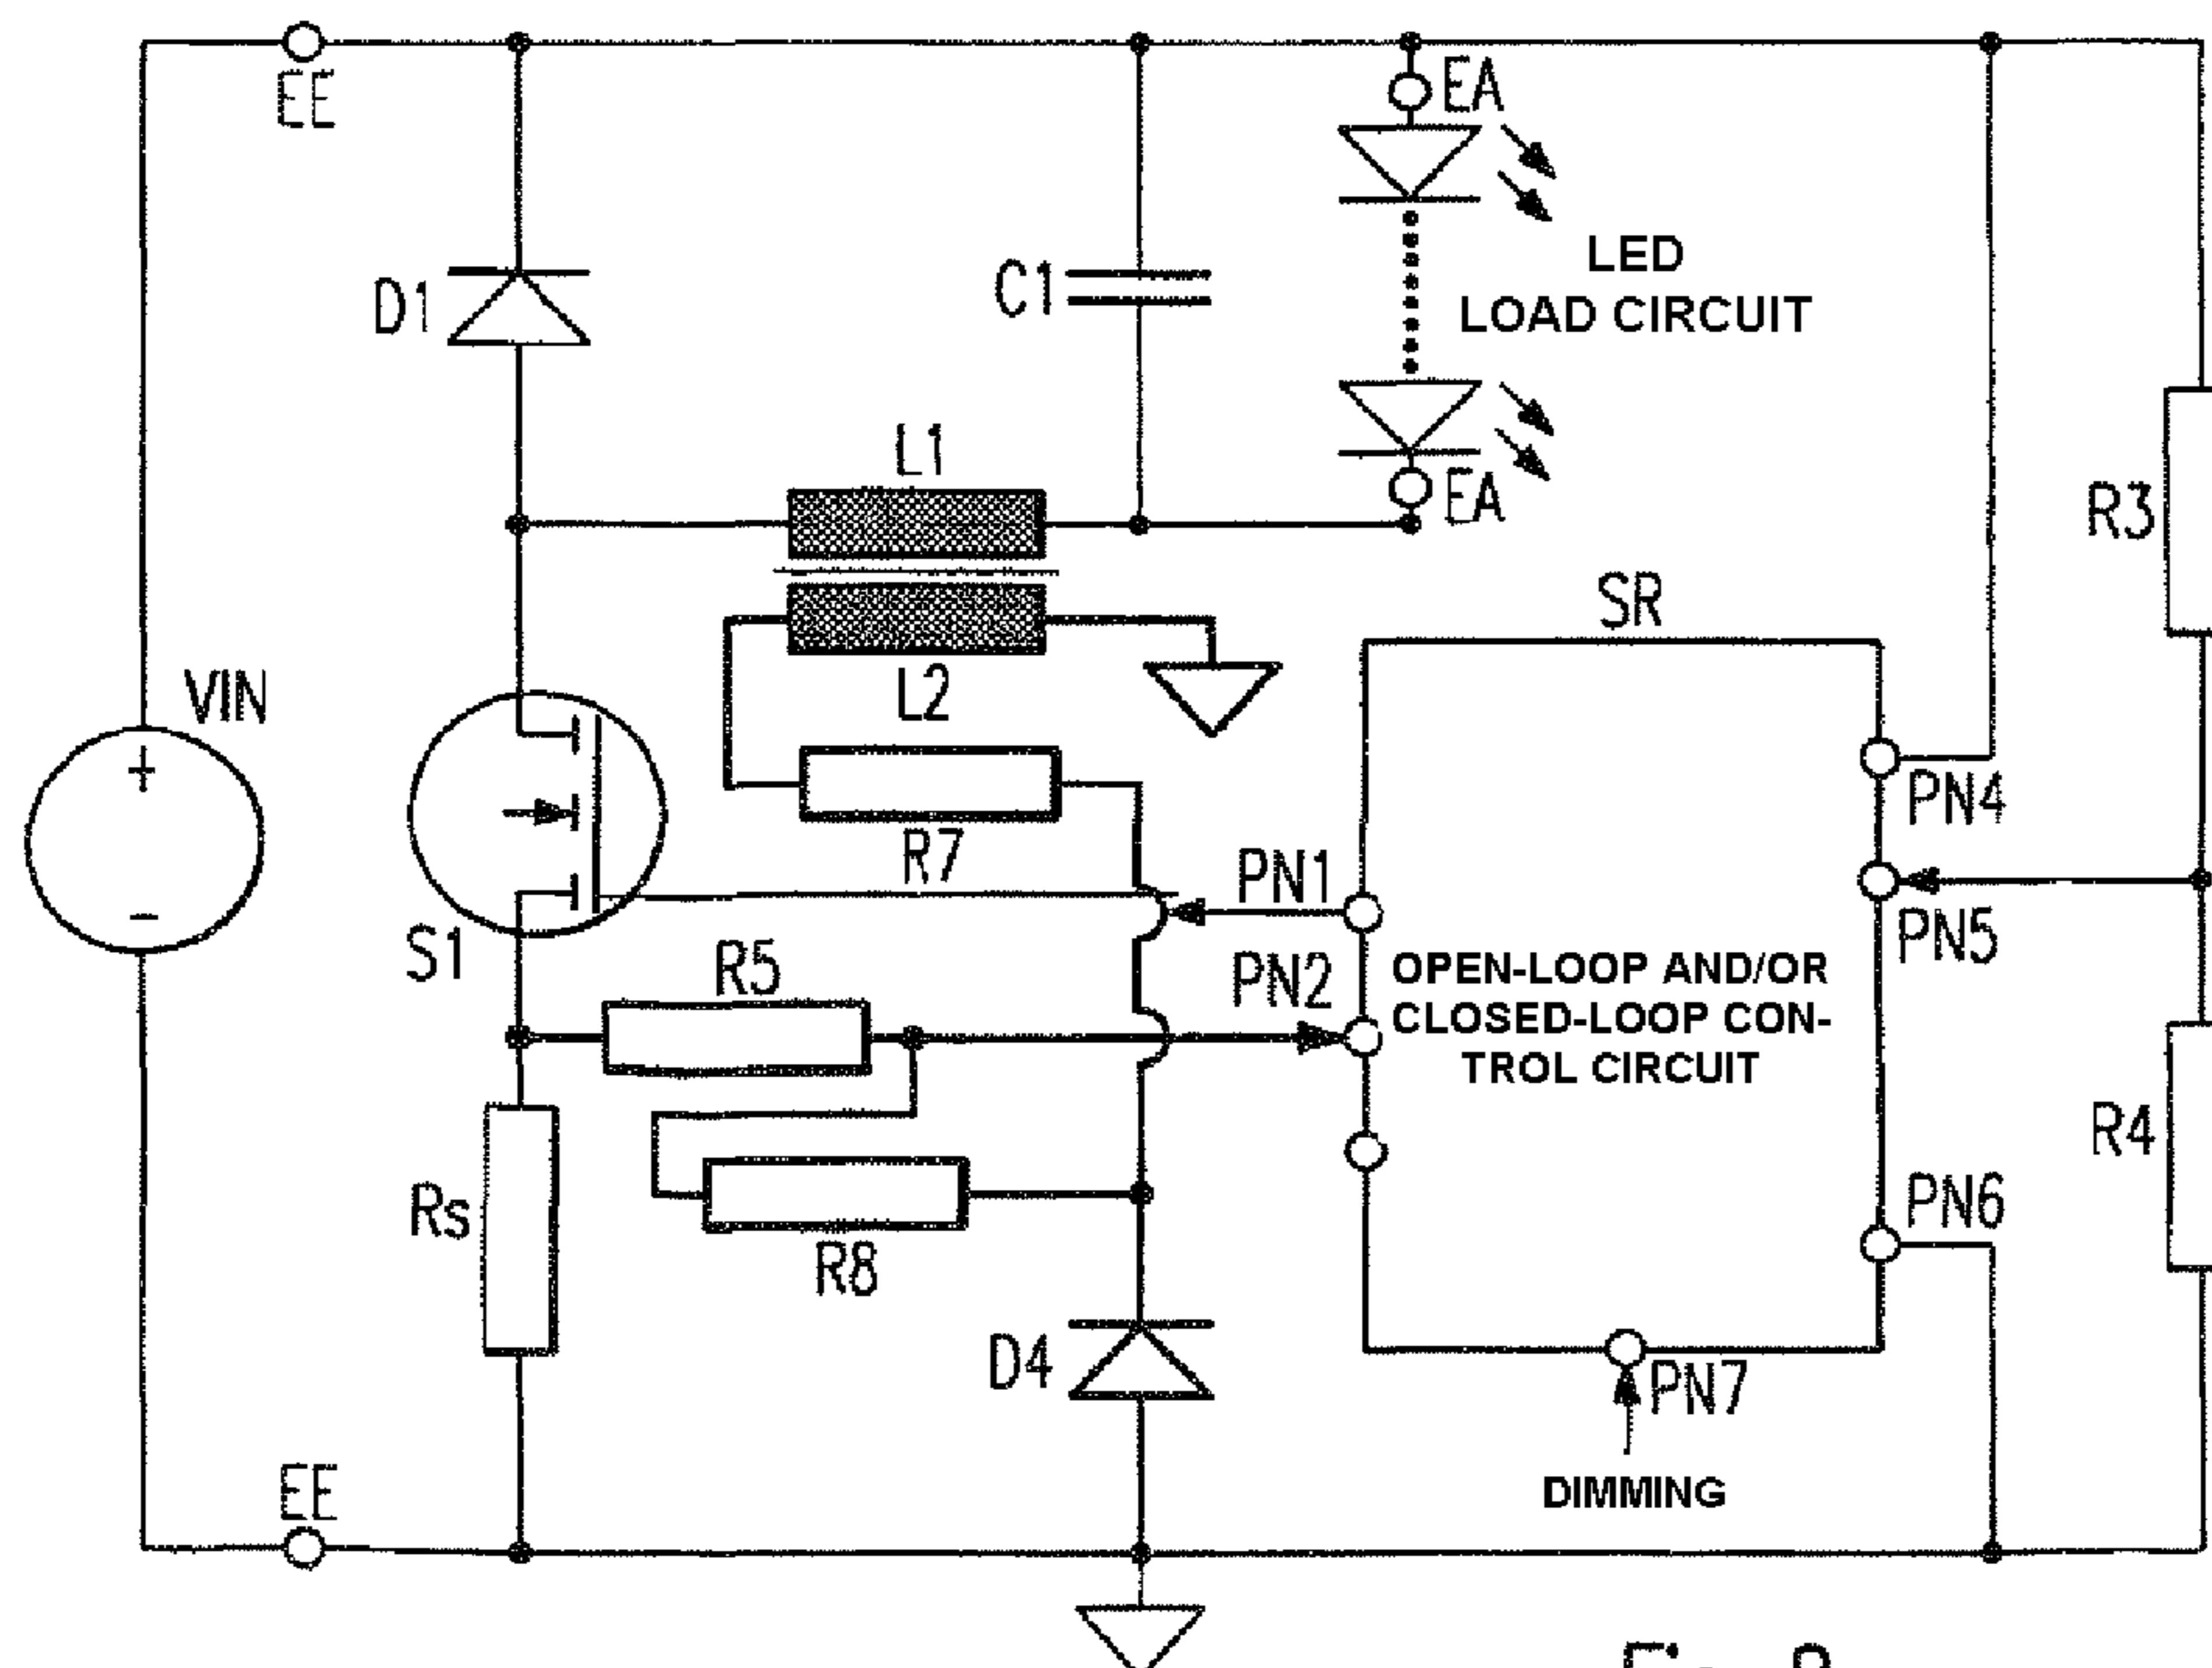 EE
EA
D1
C1
LED
LOAD CIRCUIT
L1
EA
R3
SR
VIN
+
-
L2
PN4
R7
PN1
PN5
S1
R5
PN2
OPEN-LOOP AND/OR
CLOSED-LOOP CON-
TROL CIRCUIT
R4
Rs
R8
PN6
D4
PN7
DIMMING
EE